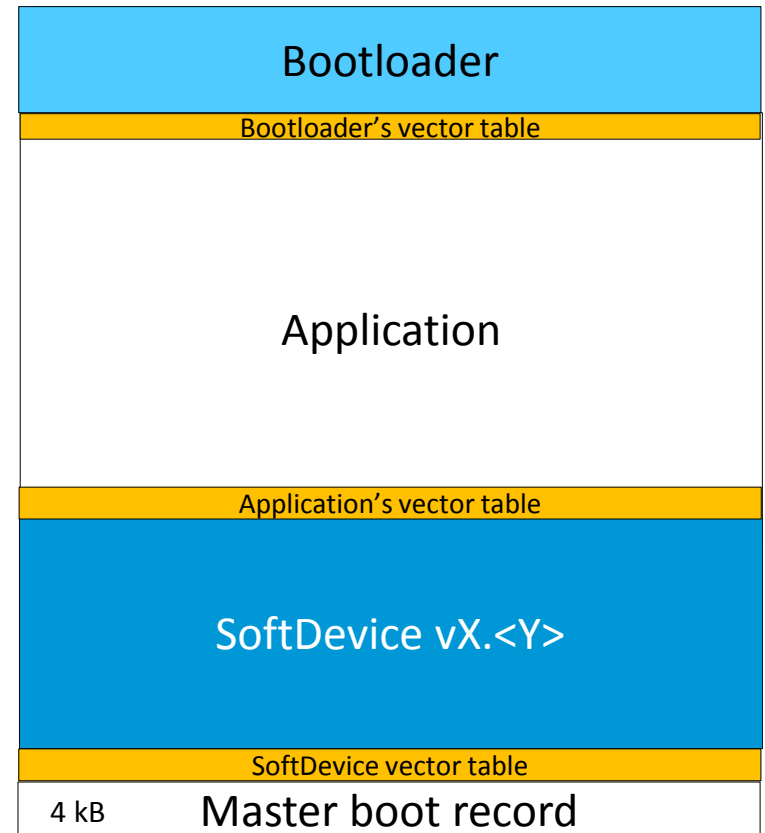 Bootloader
Bootloader’s vector table
Application
Application’s vector table
SoftDevice vX.<Y>
SoftDevice vector table
4 kB Master boot record